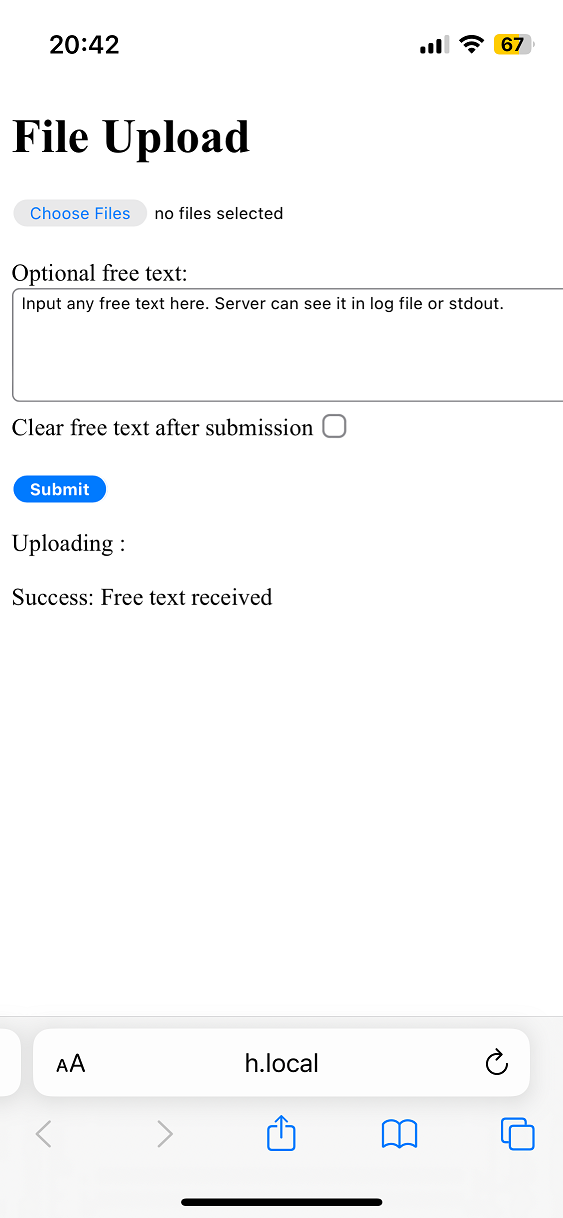 20:42
67
File Upload
Choose Files no files selected
Optional free text:
Input any free text here. Server can see it in log file or stdout.
Clear free text after submission
Submit
Uploading :
Success: Free text received
AA h.local